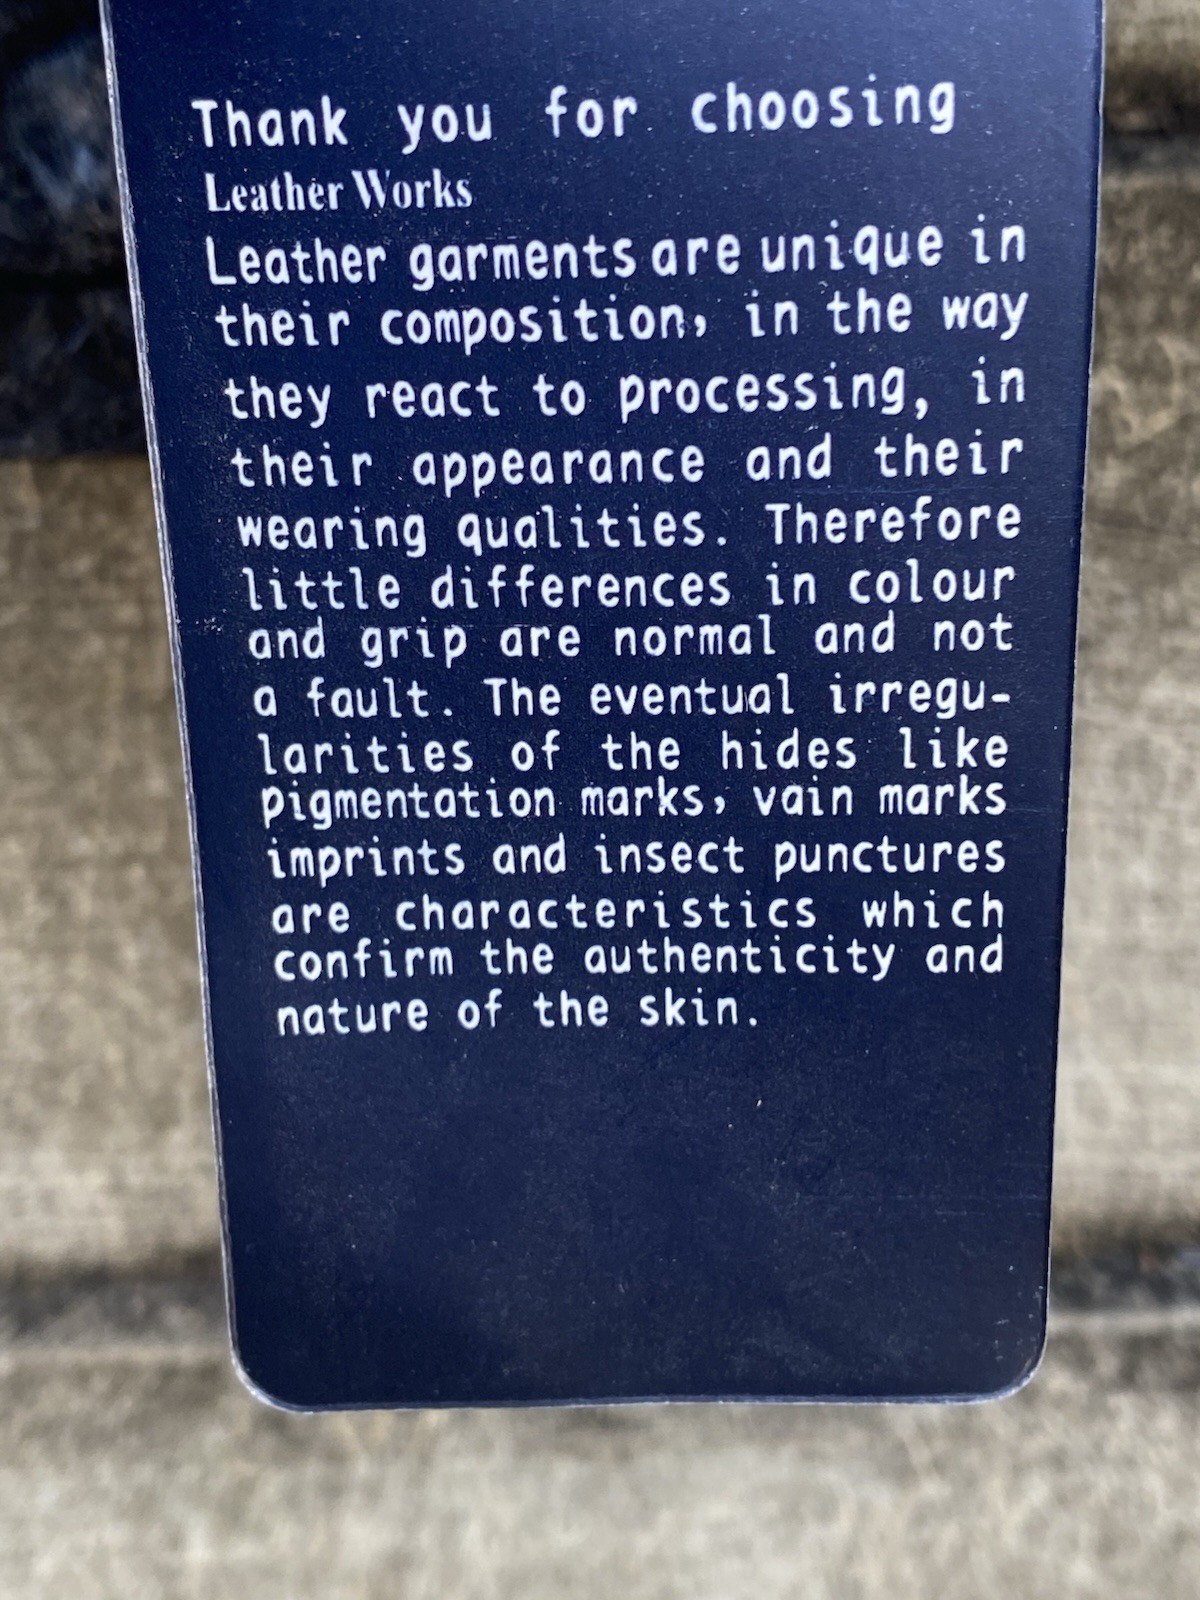 Thank you for choosing
Leather Works
Leather garments are unique in
their composition, in the way
they react to processing, in
their appearance and their
wearing qualities. Therefore
little differences in colour
and grip are normal and not
a fault. The eventual irregu-
larities of the hides like
pigmentation marks, vain marks
imprints and insect punctures
are characteristics which
confirm the authenticity and
nature of the skin.